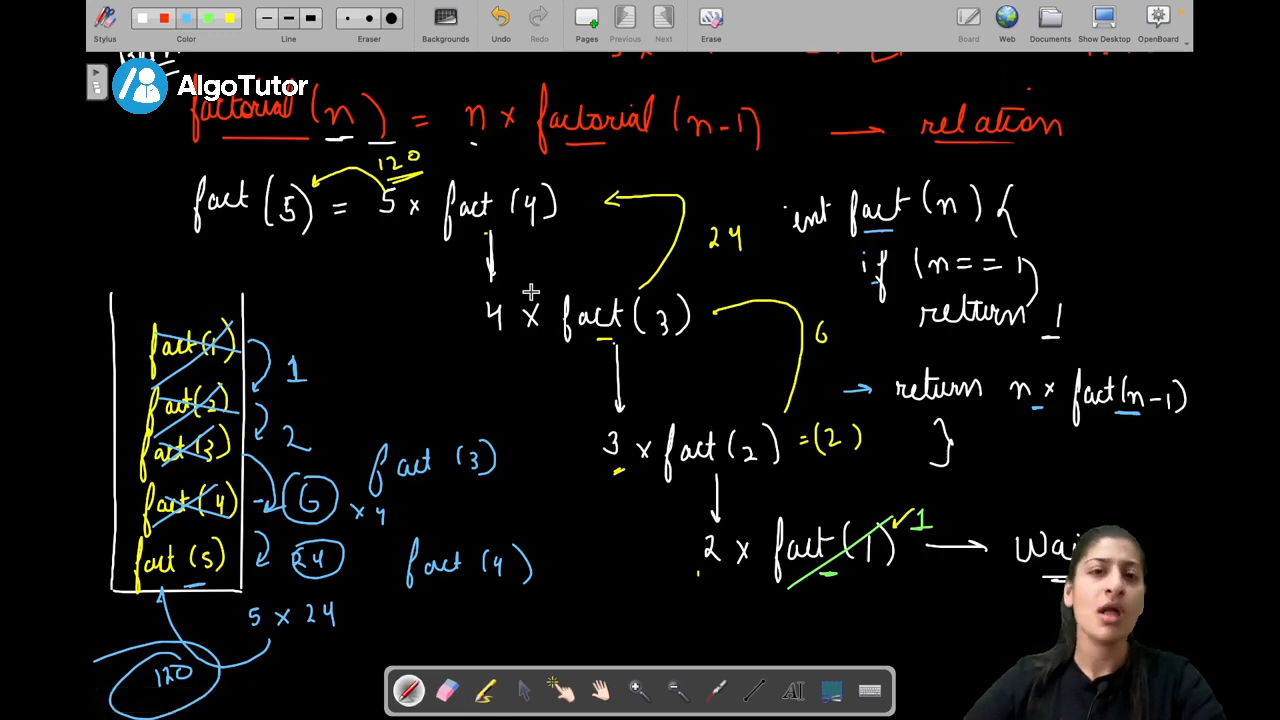 Stylus Color Line Eraser Backgrounds Undo Redo Pages Previous Next Erase Board Web Documents Show Desktop OpenBoard
AlgoTutor
factorial (n) = n × factorial (n-1) → relation
120
fact (5) = 5 × fact (4)
24
int fact (n) {
if (n == 1)
return 1
4 × fact (3)
6
return n × fact(n-1)
}
3 × fact (2) = (2)
2 × fact (1) 1 →
fact (1)
1
fact (2)
2
fact (3)
fact (3)
fact (4)
6 × 4
fact (5)
24
fact (4)
5 × 24
120